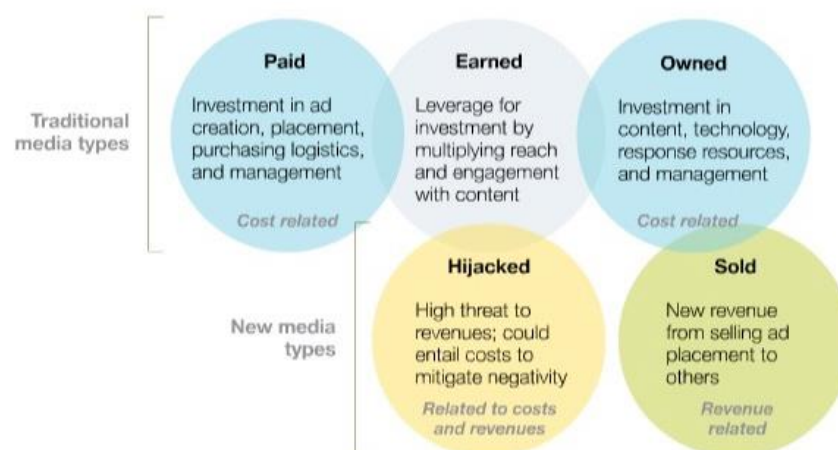 Traditional
media types
Paid
Investment in ad
creation, placement,
purchasing logistics,
and management
Cost related
Earned
Leverage for
investment by
multiplying reach
and engagement
with content
Owned
Investment in
content, technology,
response resources,
and management
Cost related
New media
types
Hijacked
High threat to
revenues; could
entail costs to
mitigate negativity
Related to costs
and revenues
Sold
New revenue
from selling ad
placement to
others
Revenue
related